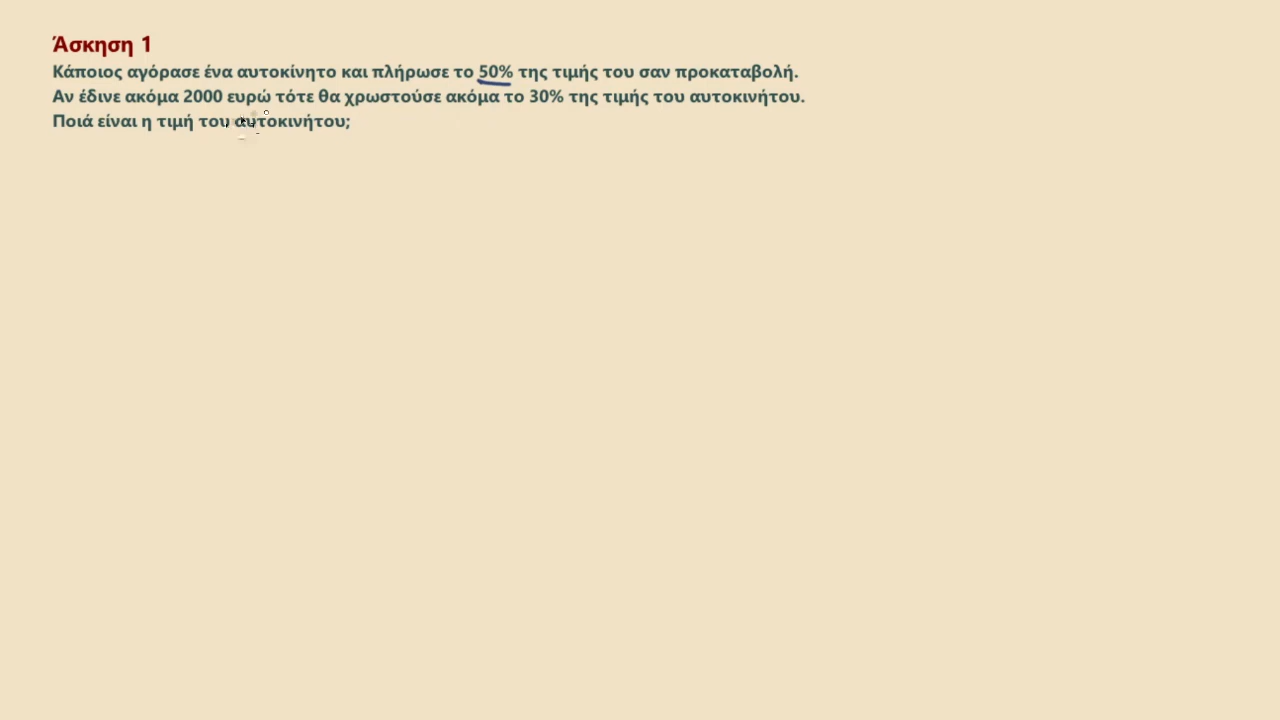 Άσκηση 1
Κάποιος αγόρασε ένα αυτοκίνητο και πλήρωσε το 50% της τιμής του σαν προκαταβολή.
Αν έδινε ακόμα 2000 ευρώ τότε θα χρωστούσε ακόμα το 30% της τιμής του αυτοκινήτου.
Ποιά είναι η τιμή του αυτοκινήτου;